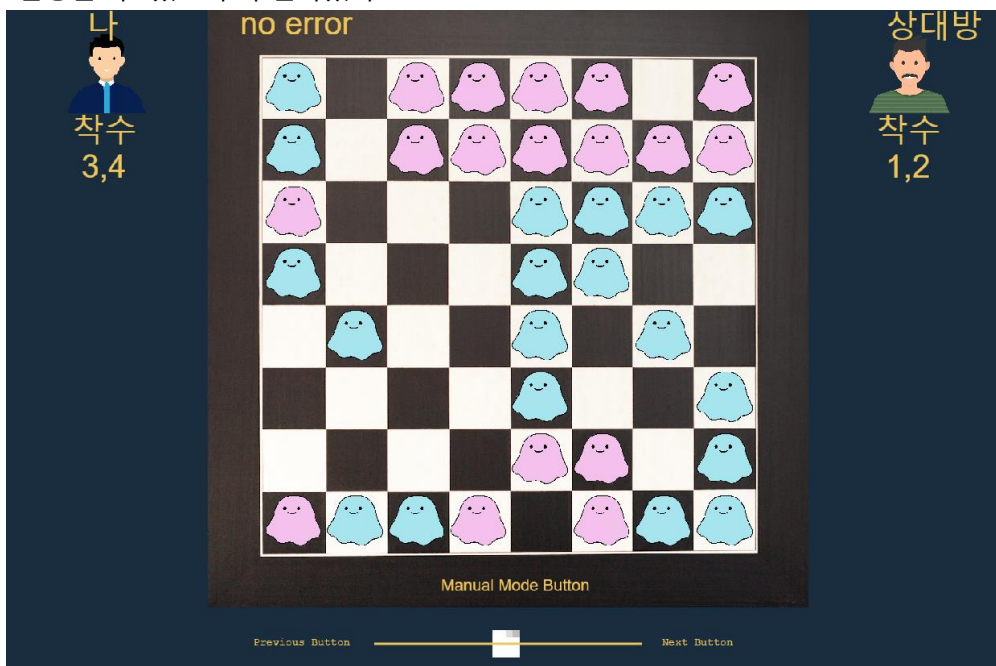 나
no error
상대방
착수
3,4
착수
1,2
Manual Mode Button
Previous Button
Next Button